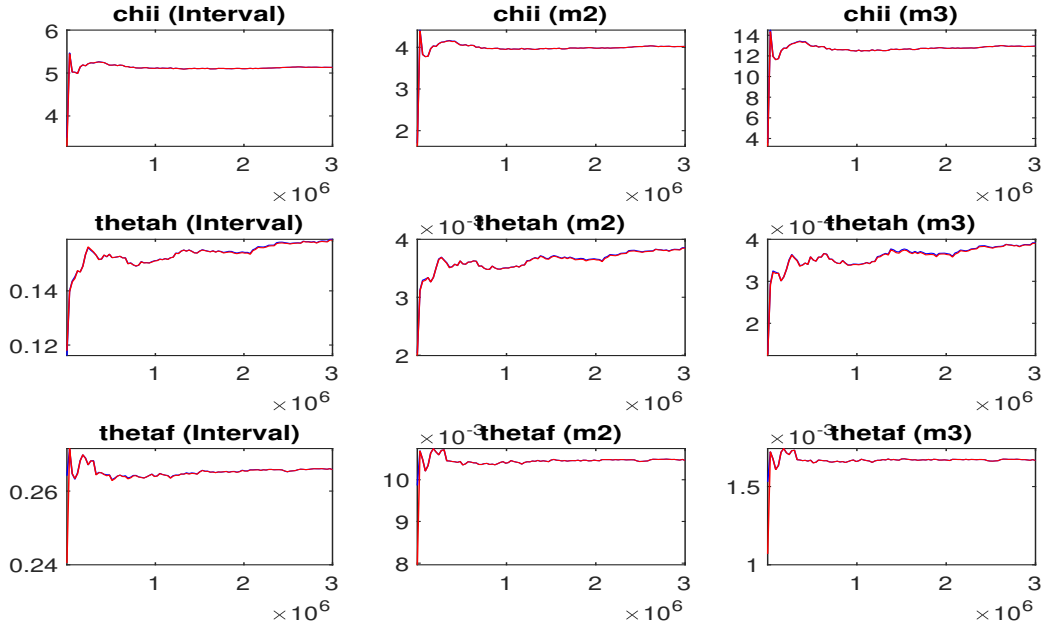 chii (Interval) chii (m2) chii (m3)
6 5 4
4 3 2
14 12 10 8 6 4
1 2 3 1 2 3 1 2 3
×10^6 ×10^6 ×10^6
thetah (Interval) ×10^-3 thetah (m2) ×10^-4 thetah (m3)
0.14 0.12
4 3 2
4 3 2
1 2 3 1 2 3 1 2 3
×10^6 ×10^6 ×10^6
thetaf (Interval) ×10^-3 thetaf (m2) ×10^-3 thetaf (m3)
0.26 0.24
10 9 8
1.5 1
1 2 3 1 2 3 1 2 3
×10^6 ×10^6 ×10^6